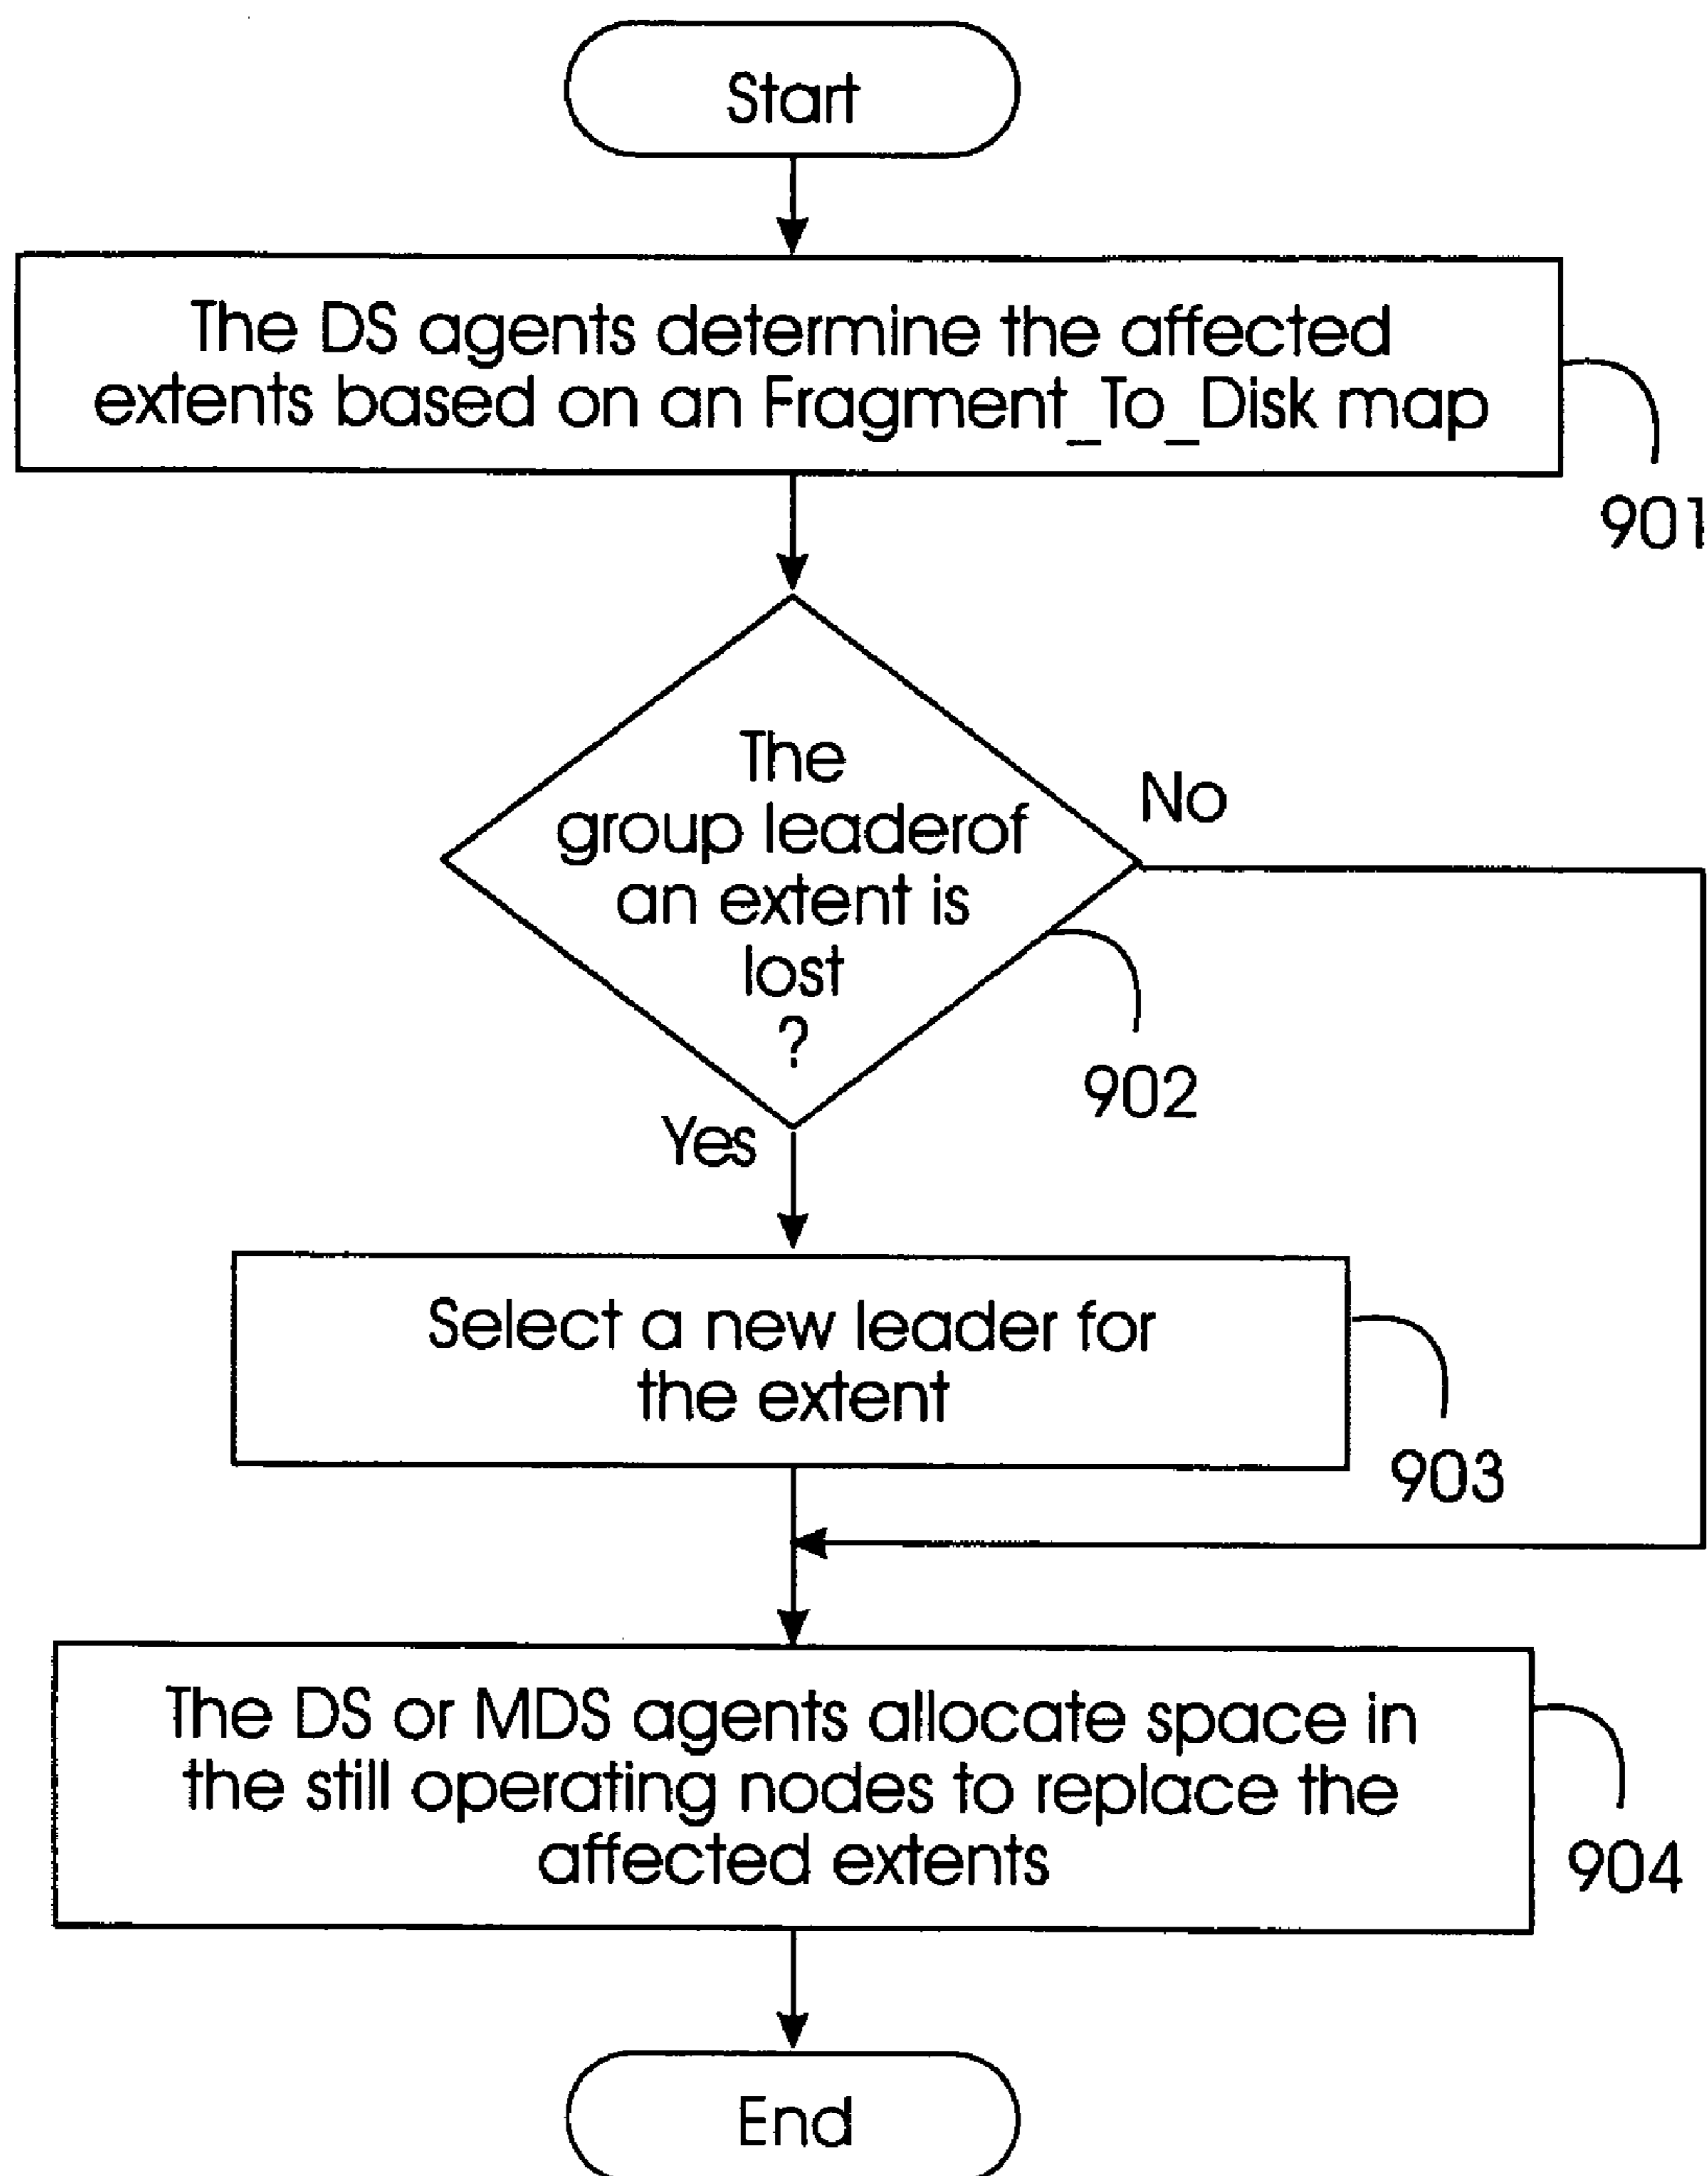 Start
The DS agents determine the affected
extents based on an Fragment_To_Disk map
901
The
group leaderof
an extent is
lost
?
No
902
Yes
Select a new leader for
the extent
903
The DS or MDS agents allocate space in
the still operating nodes to replace the
affected extents
904
End